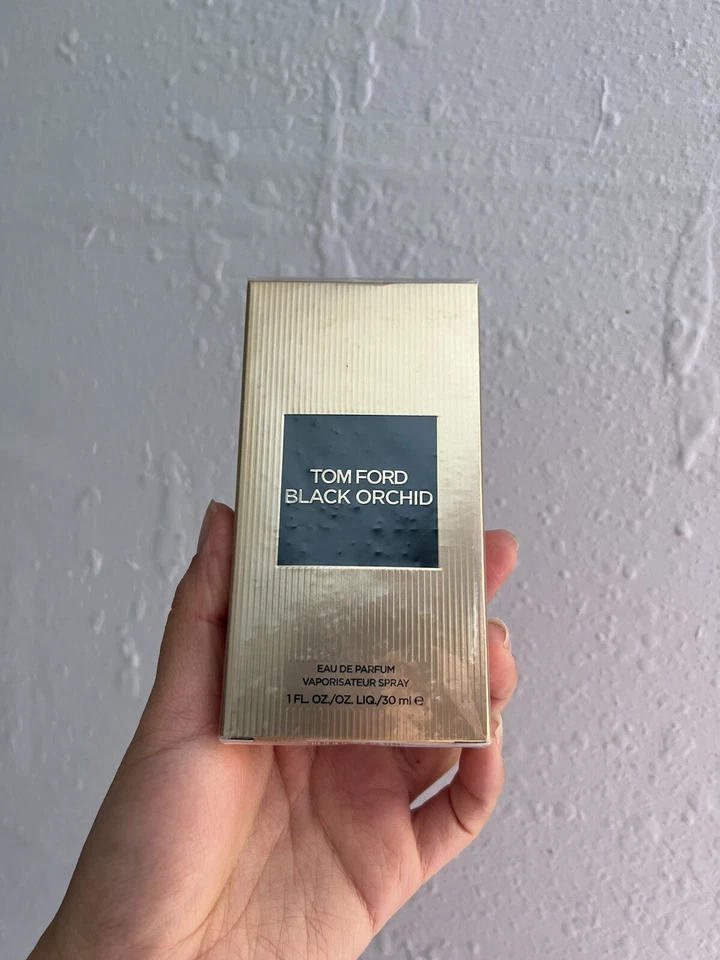 TOM FORD
BLACK ORCHID
EAU DE PARFUM
VAPORISATEUR SPRAY
1 FL. OZ./OZ. LIQ./30 ml ℮